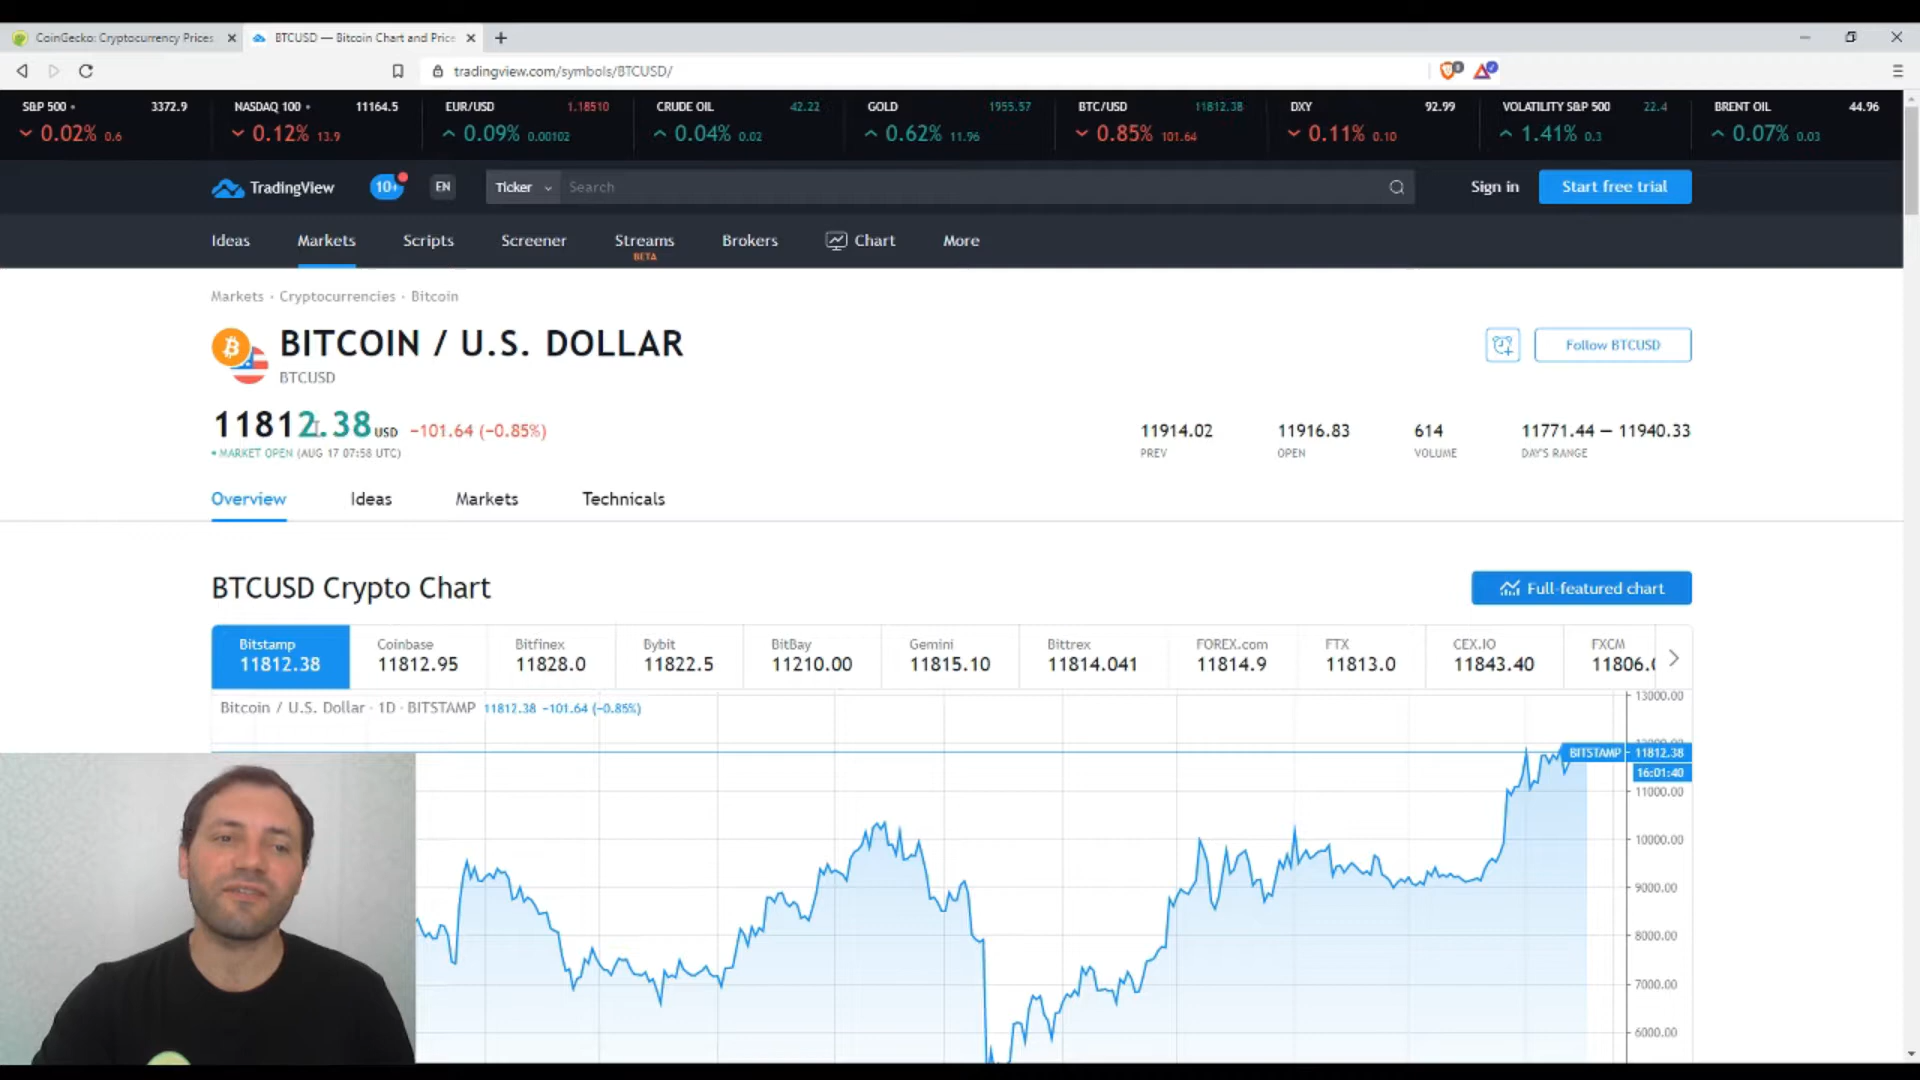 CoinGecko: Cryptocurrency Prices
BTCUSD — Bitcoin Chart and Price
tradingview.com/symbols/BTCUSD/
S&P 500 3372.9
0.02% 0.6
NASDAQ 100 11164.5
0.12% 13.9
EUR/USD 1.18510
0.09% 0.00102
CRUDE OIL 42.22
0.04% 0.02
GOLD 1955.57
0.62% 11.96
BTC/USD 11812.38
0.85% 101.64
DXY 92.99
0.11% 0.10
VOLATILITY S&P 500 22.4
1.41% 0.3
BRENT OIL 44.96
0.07% 0.03
TradingView 10+ EN Ticker Search Sign in Start free trial
Ideas Markets Scripts Screener Streams Brokers Chart More
BETA
Markets · Cryptocurrencies · Bitcoin
BITCOIN / U.S. DOLLAR
BTCUSD
Follow BTCUSD
11812.38 USD −101.64 (−0.85%)
• MARKET OPEN (AUG 17 07:58 UTC)
11914.02
PREV
11916.83
OPEN
614
VOLUME
11771.44 — 11940.33
DAY'S RANGE
Overview Ideas Markets Technicals
BTCUSD Crypto Chart
Full-featured chart
Bitstamp
11812.38
Coinbase
11812.95
Bitfinex
11828.0
Bybit
11822.5
BitBay
11210.00
Gemini
11815.10
Bittrex
11814.041
FOREX.com
11814.9
FTX
11813.0
CEX.IO
11843.40
FXCM
11806.
Bitcoin / U.S. Dollar · 1D · BITSTAMP 11812.38 −101.64 (−0.85%)
13000.00
BITSTAMP 11812.38
16:01:40
11000.00
10000.00
9000.00
8000.00
7000.00
6000.00